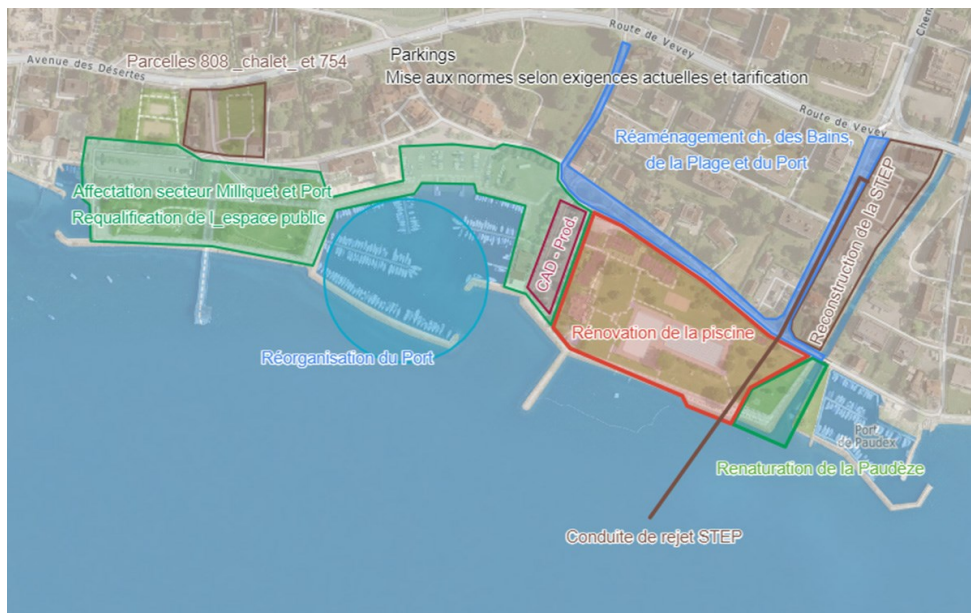 Route de Vevey
Chem
Avenue des Désertes
Parcelles 808 _chalet_ et 754
Parkings
Mise aux normes selon exigences actuelles et tarification
Route de Vevey
Réaménagement ch. des Bains,
de la Plage et du Port
Affectation secteur Milliquet et Port
Requalification de l_espace public
CAD - Prod.
Reconstruction de la STEP
Rénovation de la piscine
Réorganisation du Port
Port
de Paudex
Renaturation de la Paudèze
Conduite de rejet STEP